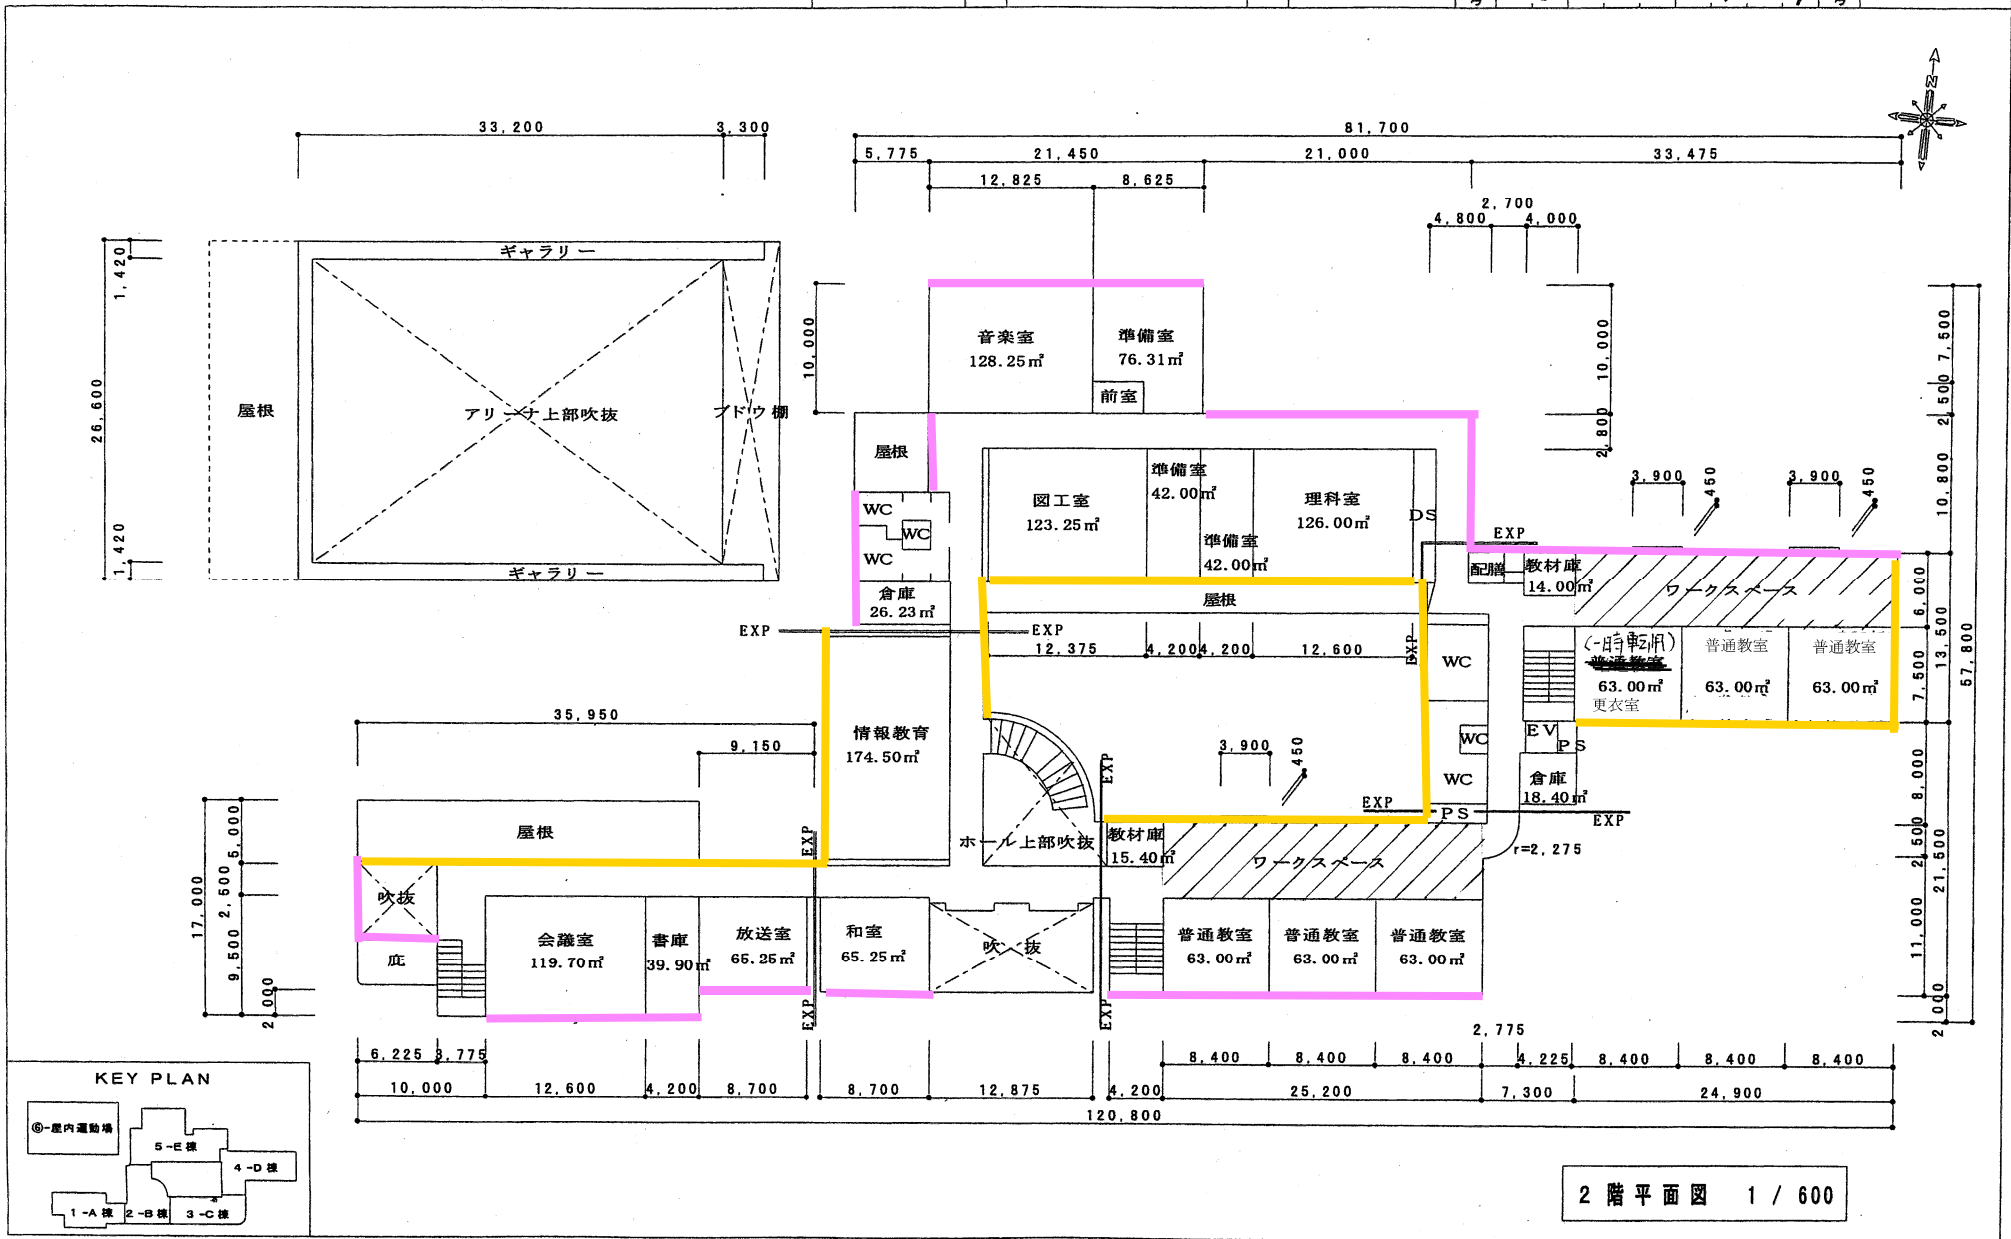 33,200
3,300
81,700
5,775
21,450
21,000
33,475
12,825
8,625
2,700
4,800
4,000
N
1,420
26,600
1,420
屋根
ギャラリー
アリーナ上部吹抜
ブドウ棚
ギャラリー
10,000
音楽室
128.25㎡
準備室
76.31㎡
前室
10,000
2,800
7,500
2,500
10,800
57,800
屋根
WC
WC
WC
倉庫
26.23㎡
図工室
123.25㎡
準備室
42.00㎡
準備室
42.00㎡
理科室
126.00㎡
DS
3,900
450
3,900
450
EXP
配膳
教材庫
14.00㎡
ワークスペース
6,000
13,500
7,500
屋根
EXP
EXP
12,375
4,200
4,200
12,600
EXP
WC
WC
WC
PS
(一時転用)
普通教室
63.00㎡
更衣室
普通教室
63.00㎡
普通教室
63.00㎡
EV
PS
倉庫
18.40㎡
EXP
EXP
r=2,275
8,000
2,500
21,500
11,000
2,000
35,950
9,150
情報教育
174.50㎡
3,900
450
EXP
17,000
5,000
2,500
9,500
2,000
屋根
EXP
ホール上部吹抜
教材庫
15.40㎡
ワークスペース
吹抜
庇
会議室
119.70㎡
書庫
39.90㎡
放送室
65.25㎡
和室
65.25㎡
吹抜
普通教室
63.00㎡
普通教室
63.00㎡
普通教室
63.00㎡
EXP
EXP
2,775
6,225
3,775
8,400
8,400
8,400
4,225
8,400
8,400
8,400
10,000
12,600
4,200
8,700
8,700
12,875
4,200
25,200
7,300
24,900
120,800
KEY PLAN
⑥-屋内運動場
5-E棟
4-D棟
1-A棟
2-B棟
3-C棟
2階平面図 1/600